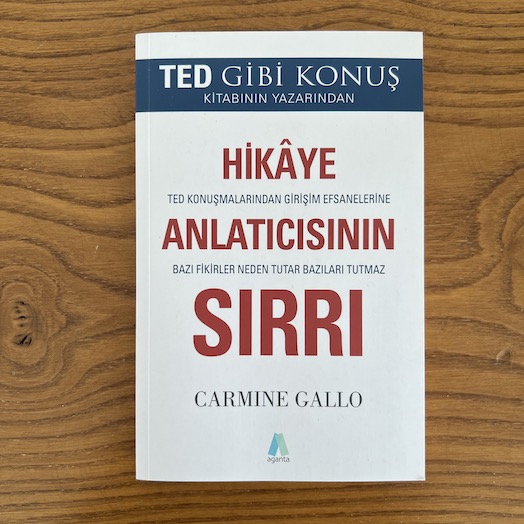 TED GİBİ KONUŞ
KİTABININ YAZARINDAN
HİKÂYE
TED KONUŞMALARINDAN GİRİŞİM EFSANELERİNE
ANLATICISININ
BAZI FİKİRLER NEDEN TUTAR BAZILARI TUTMAZ
SIRRI
CARMINE GALLO
aganta